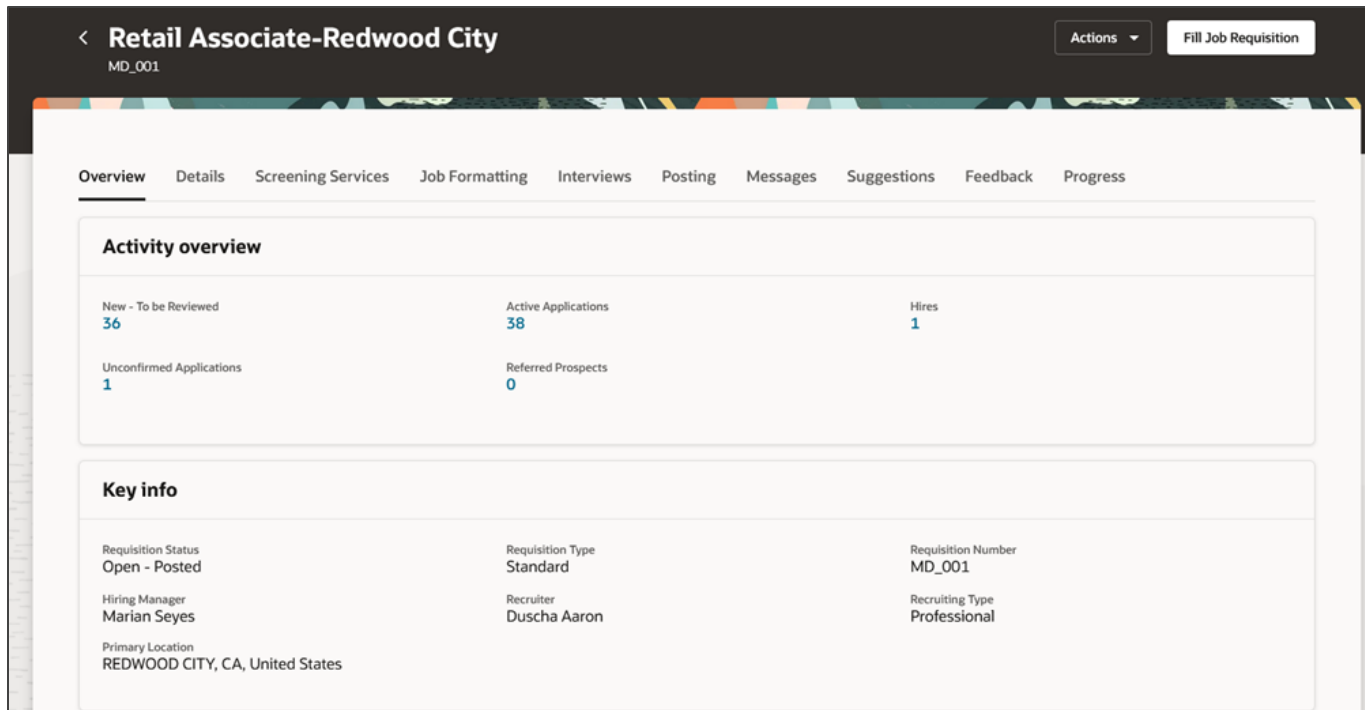 Retail Associate-Redwood City
MD_001
Actions
Fill Job Requisition
Overview Details Screening Services Job Formatting Interviews Posting Messages Suggestions Feedback Progress
Activity overview
New - To be Reviewed Active Applications Hires
36 38 1
Unconfirmed Applications Referred Prospects
1 0
Key info
Requisition Status Requisition Type Requisition Number
Open - Posted Standard MD_001
Hiring Manager Recruiter Recruiting Type
Marian Seyes Duscha Aaron Professional
Primary Location
REDWOOD CITY, CA, United States